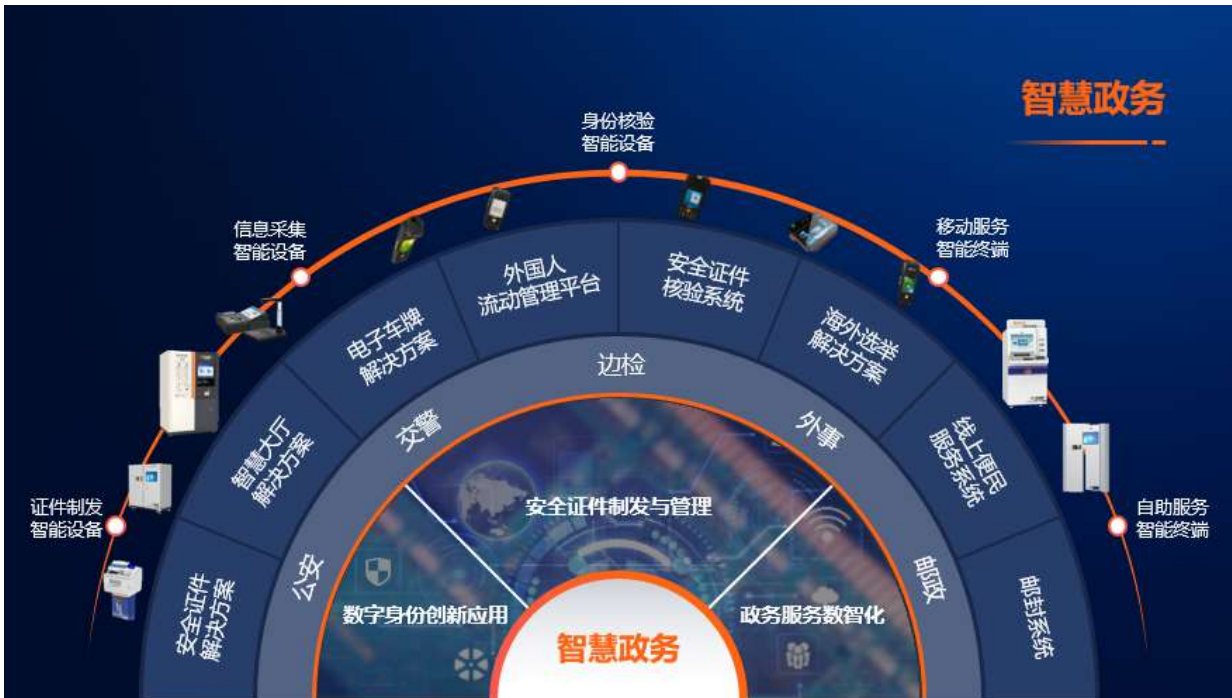 智慧政务
身份核验
智能设备
信息采集
智能设备
移动服务
智能终端
证件制发
智能设备
自助服务
智能终端
安全证件
解决方案
智慧大厅
解决方案
电子车牌
解决方案
外国人
流动管理平台
安全证件
核验系统
海外选举
解决方案
线上便民
服务系统
邮封系统
公安
交警
边检
外事
邮政
安全证件制发与管理
数字身份创新应用
政务服务数智化
智慧政务